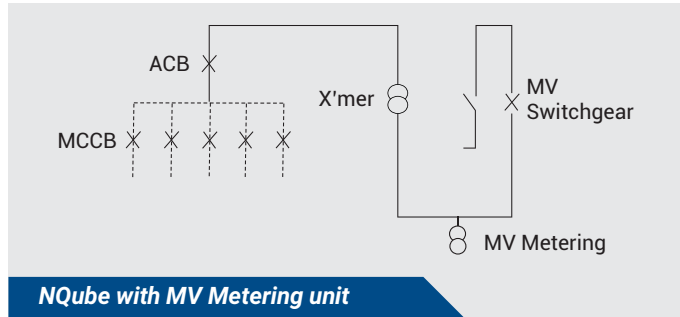 ACB
X'mer
MV
Switchgear
MCCB
MV Metering
NQube with MV Metering unit